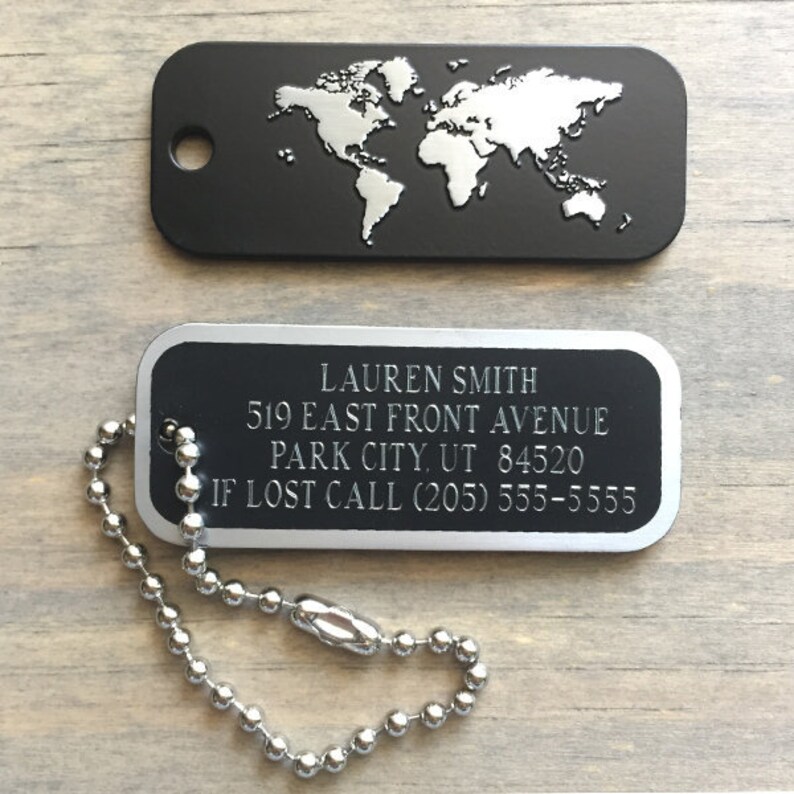 LAUREN SMITH
519 EAST FRONT AVENUE
PARK CITY, UT 84520
IF LOST CALL (205) 555-5555